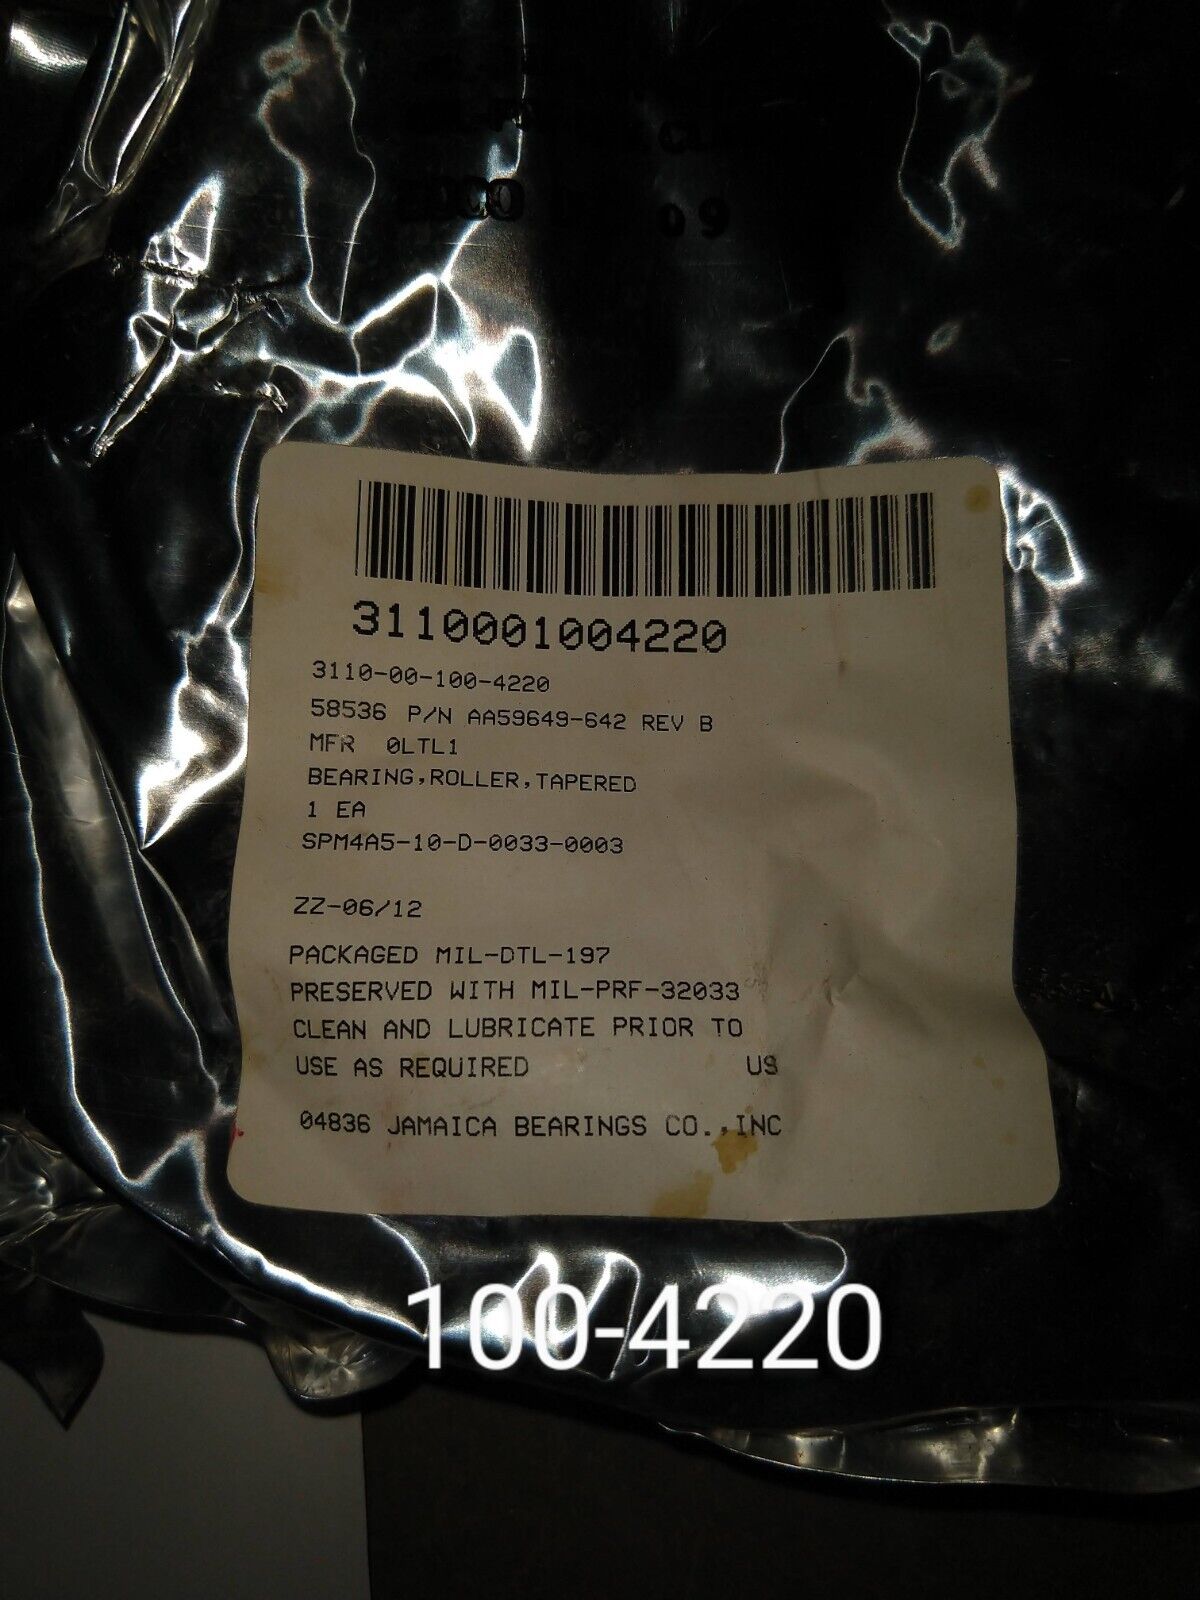 09
3110001004220
3110-00-100-4220
58536 P/N AA59649-642 REV B
MFR 0LTL1
BEARING,ROLLER,TAPERED
1 EA
SPM4A5-10-D-0033-0003
ZZ-06/12
PACKAGED MIL-DTL-197
PRESERVED WITH MIL-PRF-32033
CLEAN AND LUBRICATE PRIOR TO
USE AS REQUIRED US
04836 JAMAICA BEARINGS CO., INC
100-4220